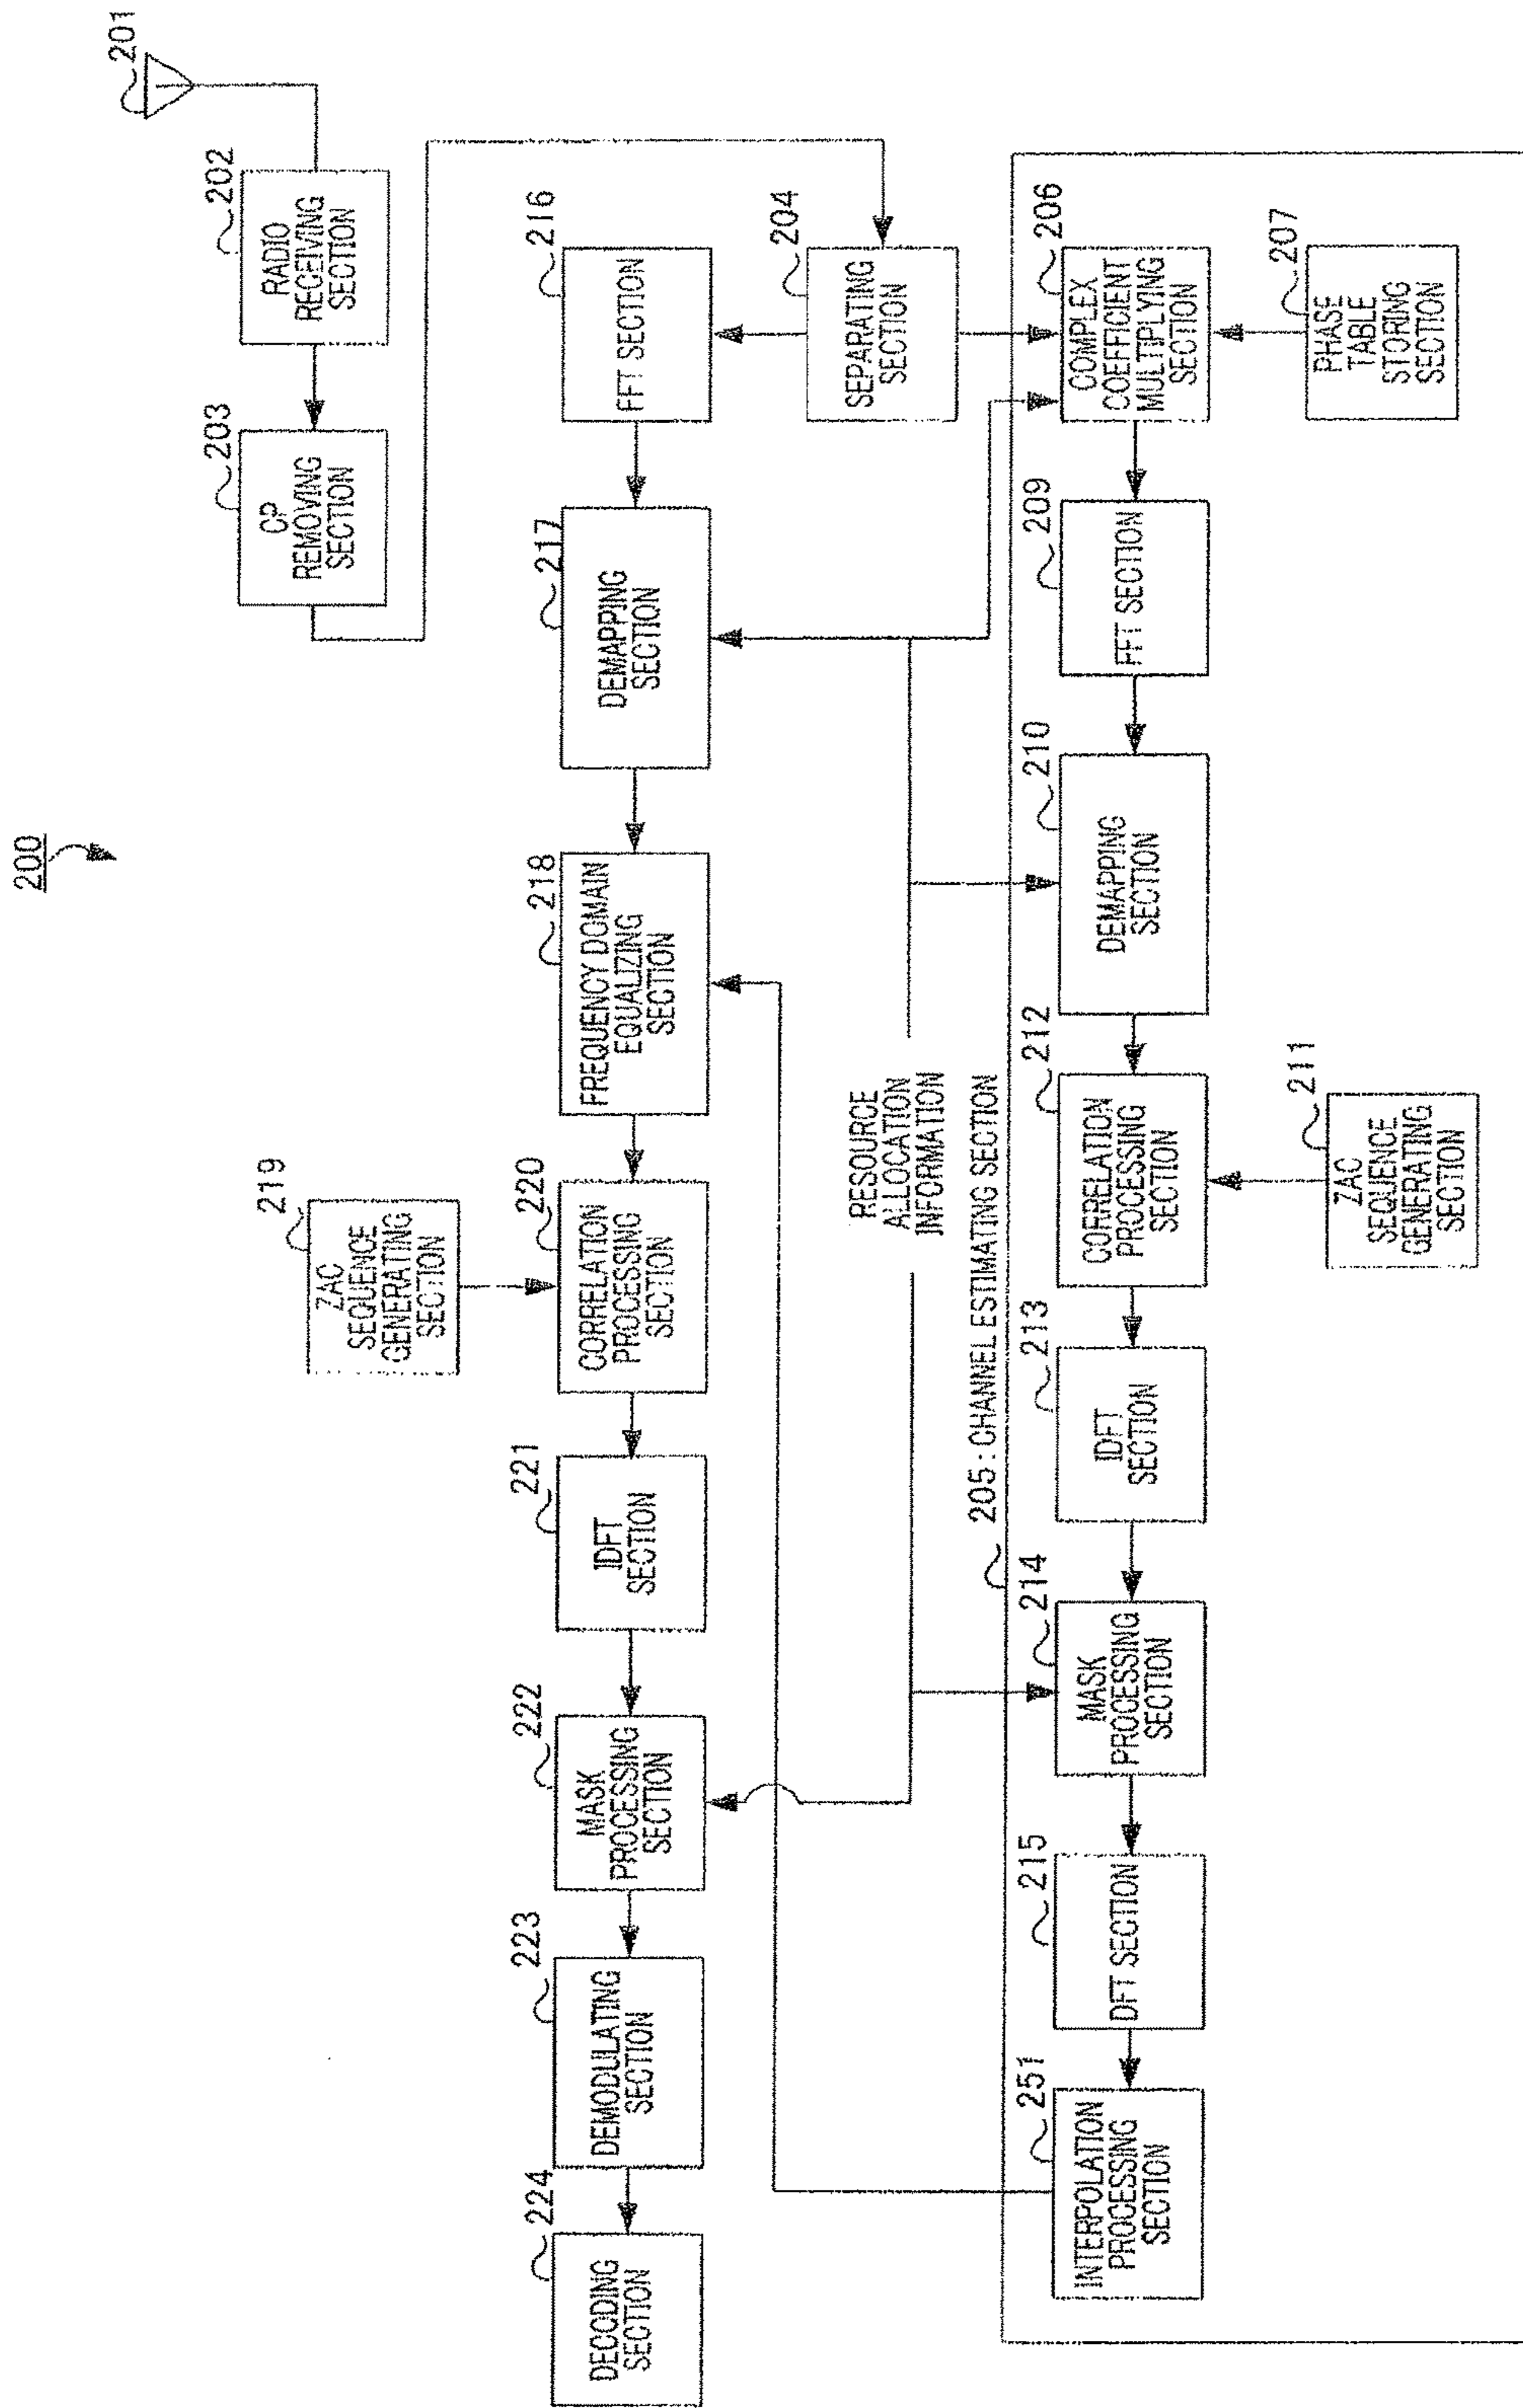 200
201
202
RADIO
RECEIVING
SECTION
203
CP
REMOVING
SECTION
204
SEPARATING
SECTION
216
FFT SECTION
217
DEMAPPING
SECTION
218
FREQUENCY DOMAIN
EQUALIZING
SECTION
219
ZAC
SEQUENCE
GENERATING
SECTION
220
CORRELATION
PROCESSING
SECTION
221
IDFT
SECTION
222
MASK
PROCESSING
SECTION
223
DEMODULATING
SECTION
224
DECODING
SECTION
RESOURCE
ALLOCATION
INFORMATION
205 : CHANNEL ESTIMATING SECTION
206
COMPLEX
COEFFICIENT
MULTIPLYING
SECTION
207
PHASE
TABLE
STORING
SECTION
209
FFT SECTION
210
DEMAPPING
SECTION
211
ZAC
SEQUENCE
GENERATING
SECTION
212
CORRELATION
PROCESSING
SECTION
213
IDFT
SECTION
214
MASK
PROCESSING
SECTION
215
DFT SECTION
251
INTERPOLATION
PROCESSING
SECTION